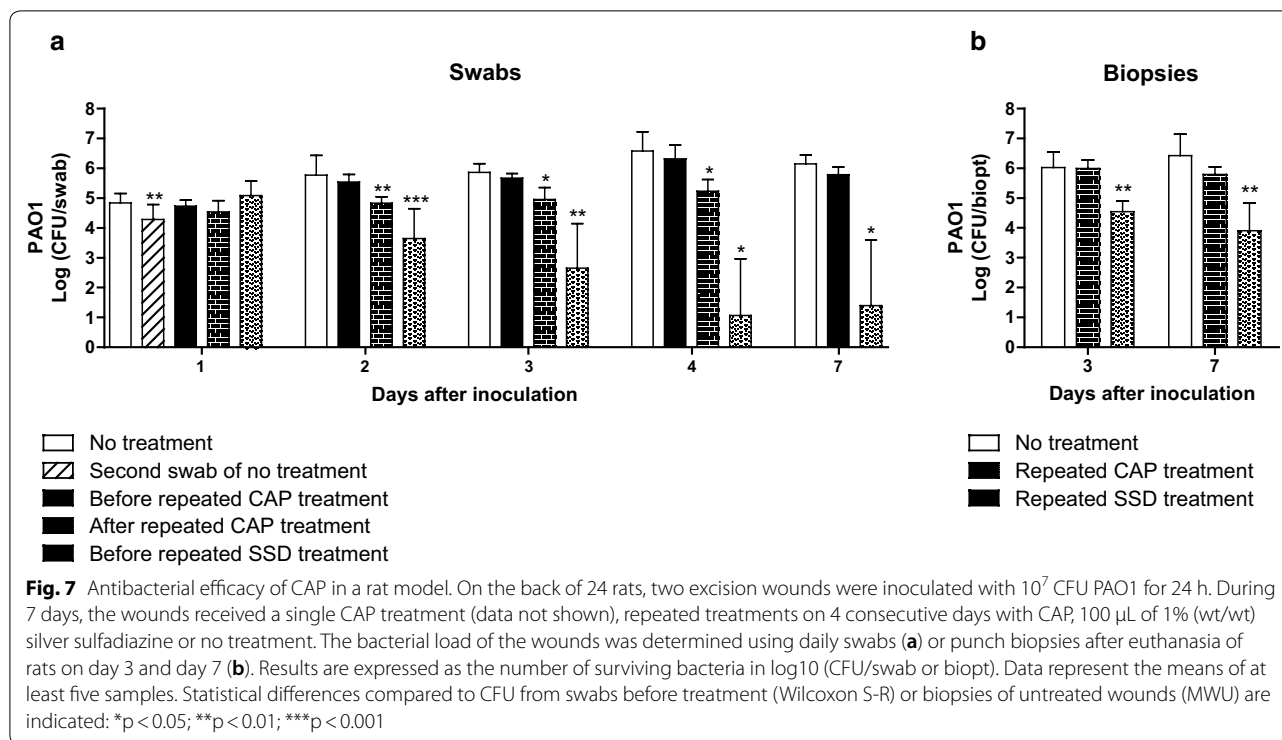 a
Swabs
8
7
6
5
4
3
2
1
0
PAO1
Log (CFU/swab)
**
**
***
*
**
*
*
*
1
2
3
4
7
Days after inoculation
No treatment
Second swab of no treatment
Before repeated CAP treatment
After repeated CAP treatment
Before repeated SSD treatment
b
Biopsies
8
7
6
5
4
3
2
1
0
PAO1
Log (CFU/biopt)
**
**
3
7
Days after inoculation
No treatment
Repeated CAP treatment
Repeated SSD treatment
Fig. 7 Antibacterial efficacy of CAP in a rat model. On the back of 24 rats, two excision wounds were inoculated with 10⁷ CFU PAO1 for 24 h. During
7 days, the wounds received a single CAP treatment (data not shown), repeated treatments on 4 consecutive days with CAP, 100 µL of 1% (wt/wt)
silver sulfadiazine or no treatment. The bacterial load of the wounds was determined using daily swabs (a) or punch biopsies after euthanasia of
rats on day 3 and day 7 (b). Results are expressed as the number of surviving bacteria in log10 (CFU/swab or biopt). Data represent the means of at
least five samples. Statistical differences compared to CFU from swabs before treatment (Wilcoxon S-R) or biopsies of untreated wounds (MWU) are
indicated: *p < 0.05; **p < 0.01; ***p < 0.001